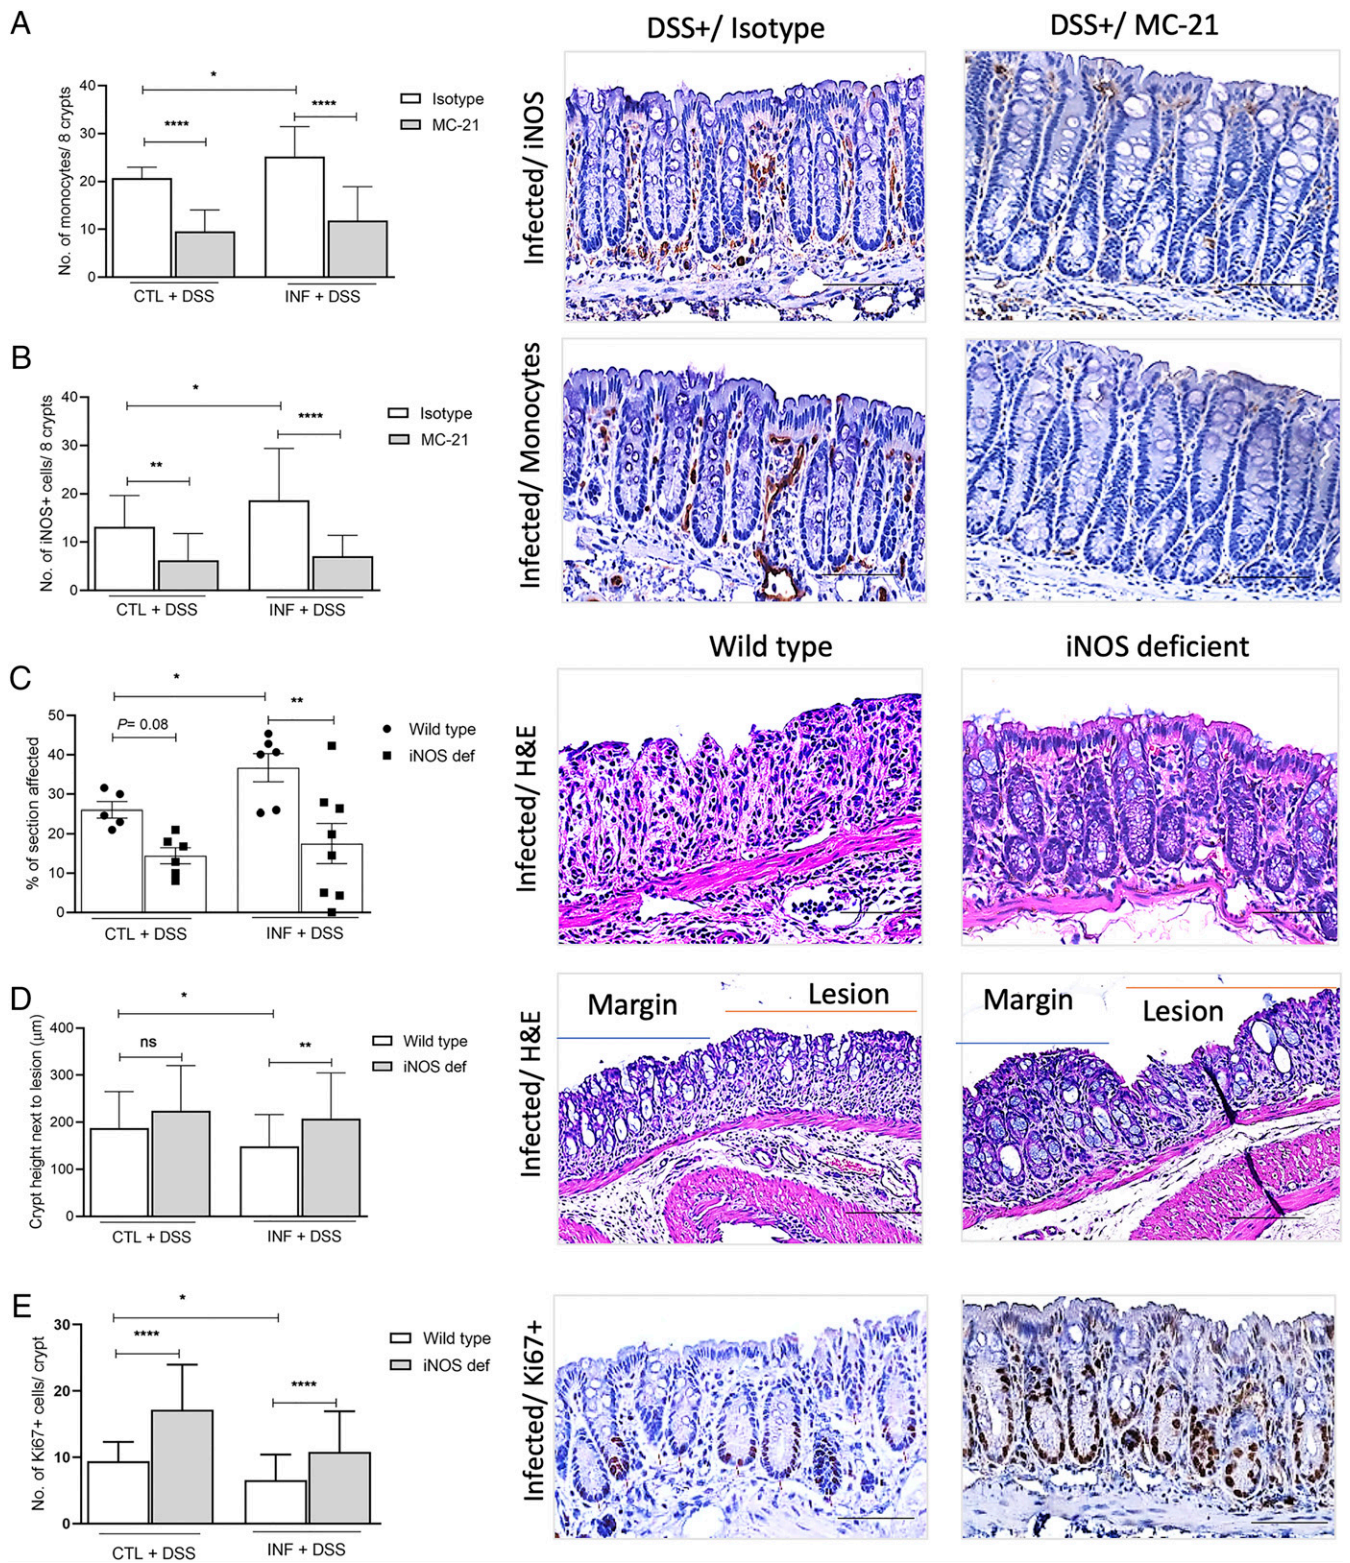 A
DSS+/ Isotype
DSS+/ MC-21
No. of monocytes/ 8 crypts
40
30
20
10
0
*
****
****
Isotype
MC-21
CTL + DSS
INF + DSS
Infected/ iNOS
B
No. of iNOS+ cells/ 8 crypts
40
30
20
10
0
*
**
****
Isotype
MC-21
CTL + DSS
INF + DSS
Infected/ Monocytes
Wild type
iNOS deficient
C
% of section affected
50
40
30
20
10
0
*
P= 0.08
**
Wild type
iNOS def
CTL + DSS
INF + DSS
Infected/ H&E
D
Crypt height next to lesion (µm)
400
300
200
100
0
*
ns
**
Wild type
iNOS def
CTL + DSS
INF + DSS
Infected/ H&E
Margin
Lesion
Margin
Lesion
E
No. of Ki67+ cells/ crypt
30
20
10
0
*
****
****
Wild type
iNOS def
CTL + DSS
INF + DSS
Infected/ Ki67+